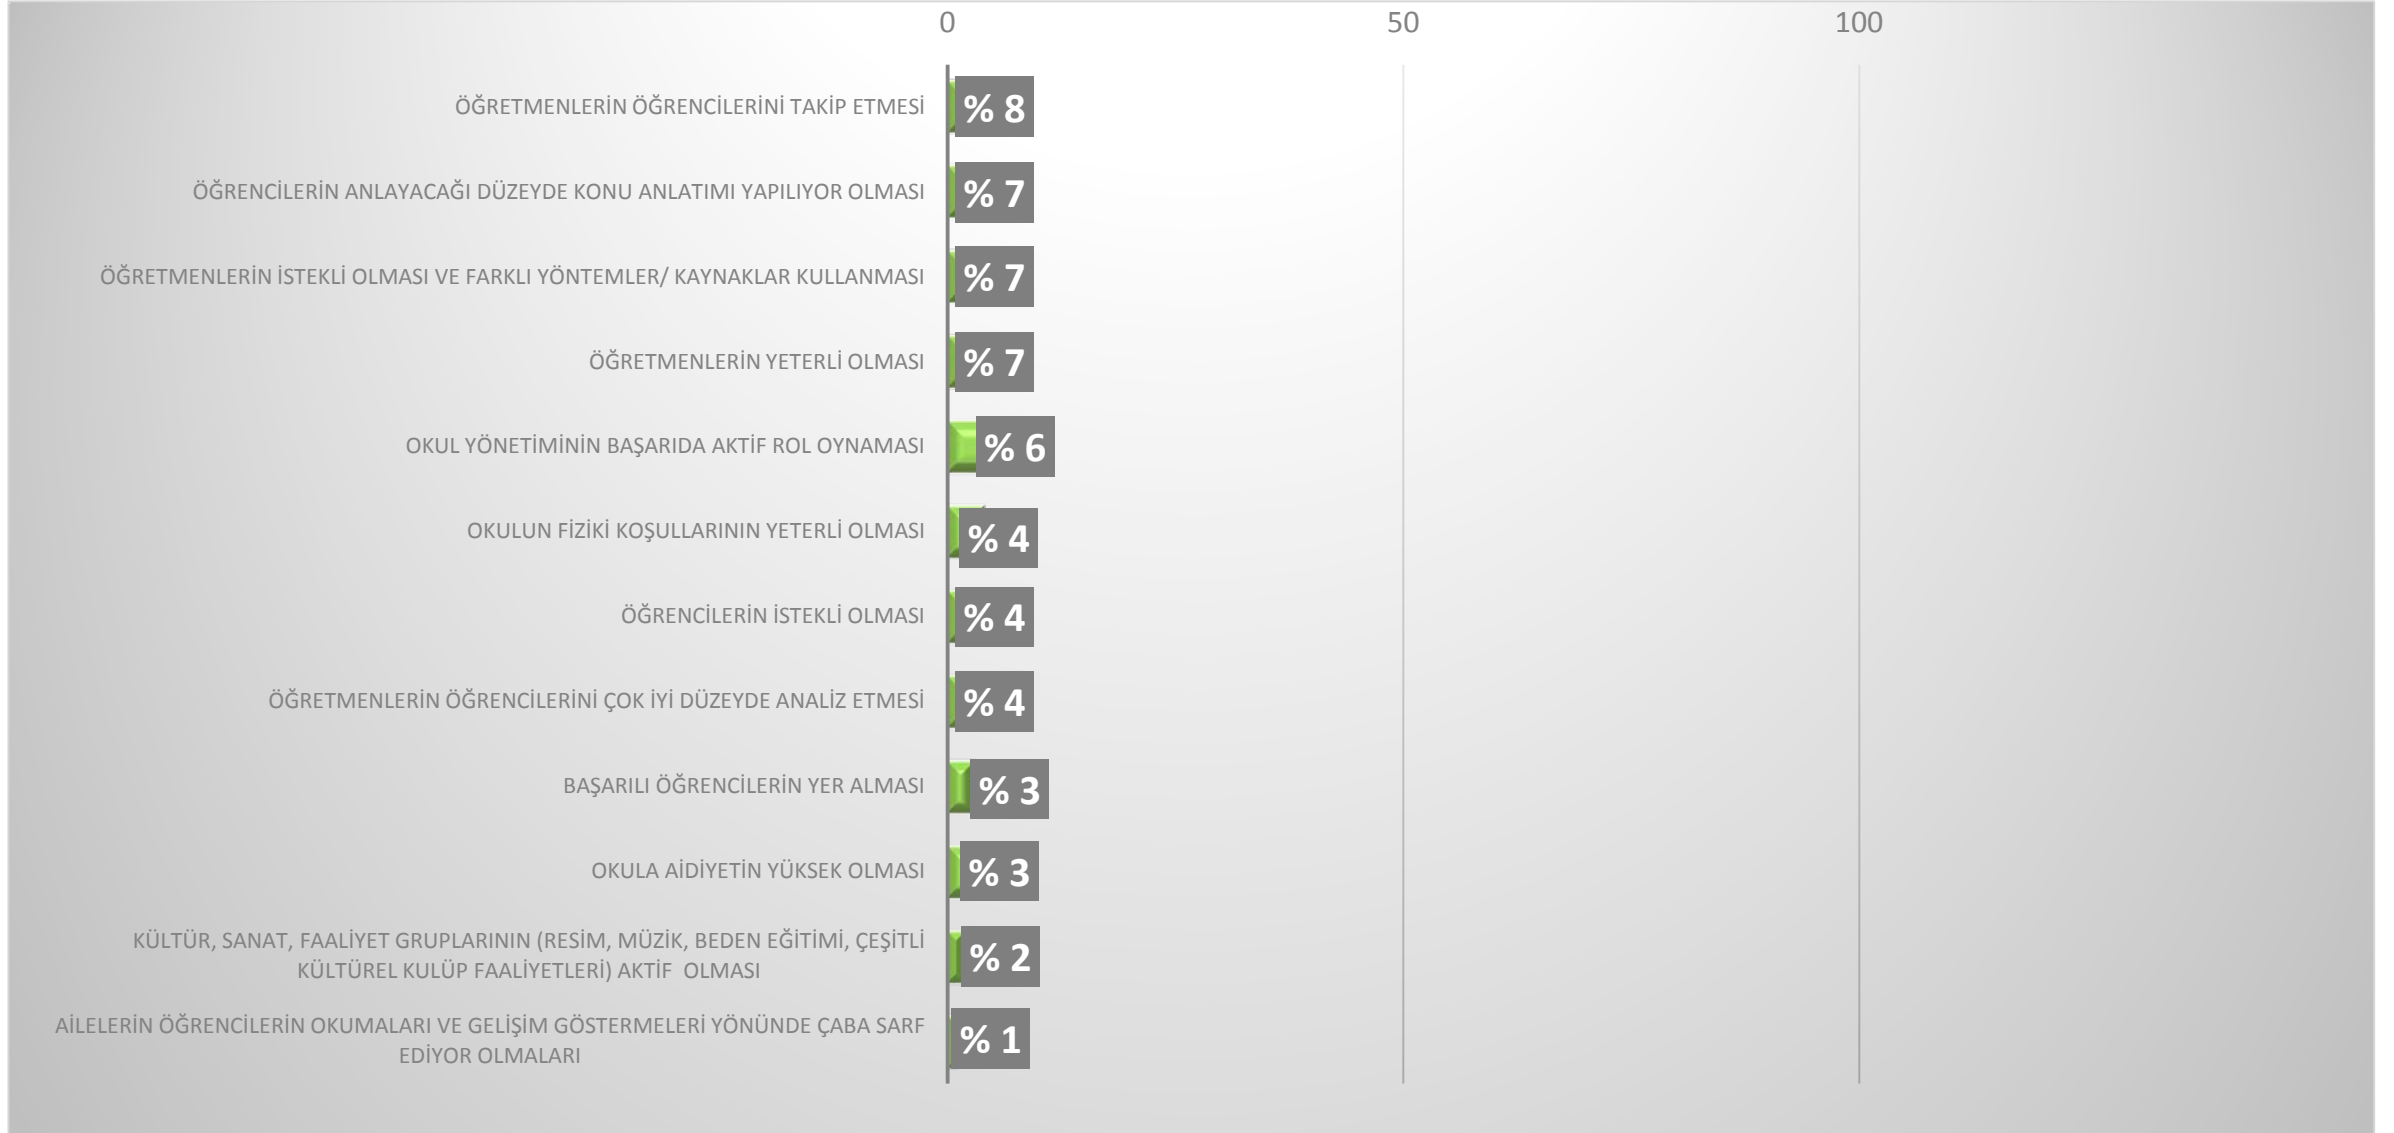 0 50 100
ÖĞRETMENLERİN ÖĞRENCİLERİNİ TAKİP ETMESİ % 8
ÖĞRENCİLERİN ANLAYACAĞI DÜZEYDE KONU ANLATIMI YAPILIYOR OLMASI % 7
ÖĞRETMENLERİN İSTEKLİ OLMASI VE FARKLI YÖNTEMLER/ KAYNAKLAR KULLANMASI % 7
ÖĞRETMENLERİN YETERLİ OLMASI % 7
OKUL YÖNETİMİNİN BAŞARIDA AKTİF ROL OYNAMASI % 6
OKULUN FİZİKİ KOŞULLARININ YETERLİ OLMASI % 4
ÖĞRENCİLERİN İSTEKLİ OLMASI % 4
ÖĞRETMENLERİN ÖĞRENCİLERİNİ ÇOK İYİ DÜZEYDE ANALİZ ETMESİ % 4
BAŞARILI ÖĞRENCİLERİN YER ALMASI % 3
OKULA AİDİYETİN YÜKSEK OLMASI % 3
KÜLTÜR, SANAT, FAALİYET GRUPLARININ (RESİM, MÜZİK, BEDEN EĞİTİMİ, ÇEŞİTLİ
KÜLTÜREL KULÜP FAALİYETLERİ) AKTİF OLMASI % 2
AİLELERİN ÖĞRENCİLERİN OKUMALARI VE GELİŞİM GÖSTERMELERİ YÖNÜNDE ÇABA SARF
EDİYOR OLMALARI % 1